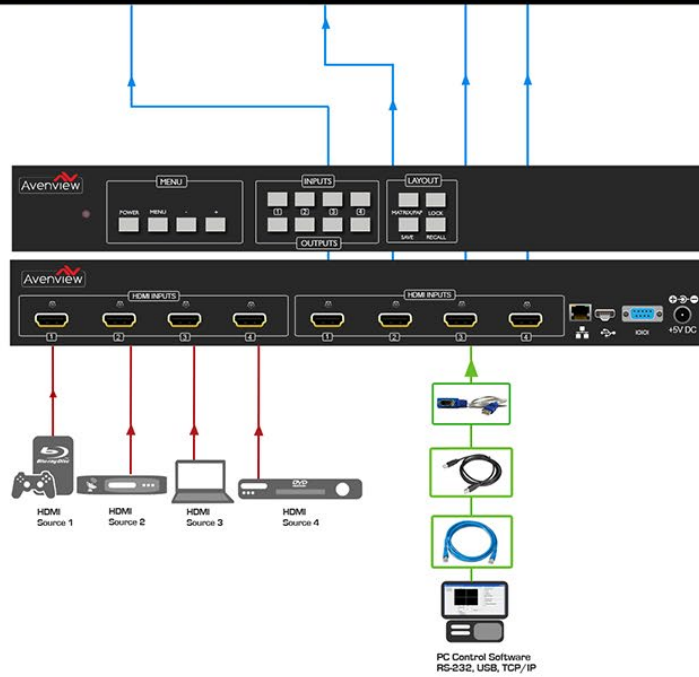 Avenview
MENU
INPUTS
LAYOUT
POWER MENU - +
1 2 3 4
MATRIX/PAP LOCK
SAVE RECALL
OUTPUTS
Avenview
HDMI INPUTS
HDMI INPUTS
1 2 3 4
1 2 3 4
IOIOI
+5V DC
Blu-ray Disc
DVD
HDMI
Source 1
HDMI
Source 2
HDMI
Source 3
HDMI
Source 4
PC Control Software
RS-232, USB, TCP/IP